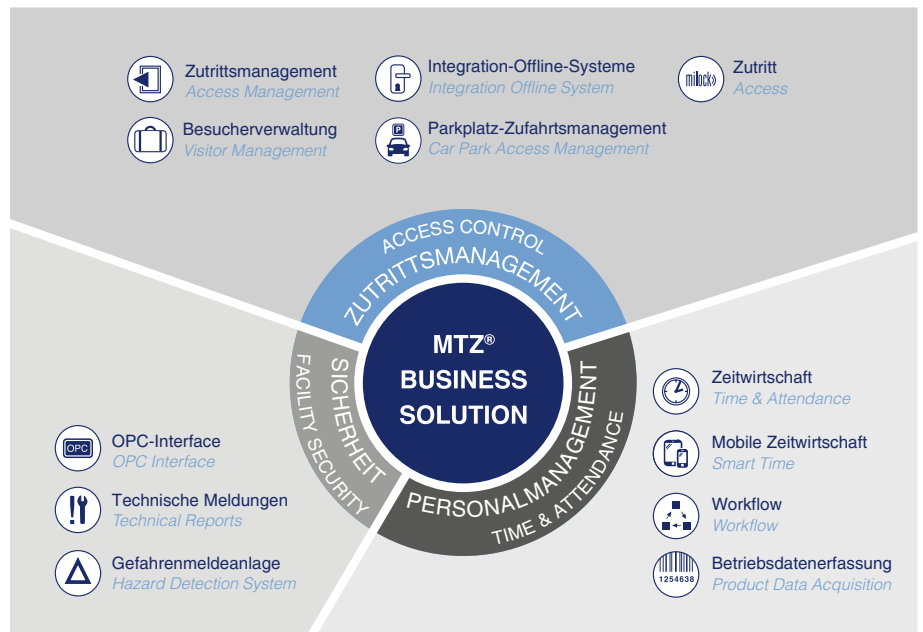 Zutrittsmanagement
Access Management
Integration-Offline-Systeme
Integration Offline System
milock
Zutritt
Access
Besucherverwaltung
Visitor Management
P
Parkplatz-Zufahrtsmanagement
Car Park Access Management
ACCESS CONTROL
ZUTRITTSMANAGEMENT
MTZ®
BUSINESS
SOLUTION
SICHERHEIT
FACILITY SECURITY
PERSONALMANAGEMENT
TIME & ATTENDANCE
OPC
OPC-Interface
OPC Interface
Technische Meldungen
Technical Reports
Gefahrenmeldeanlage
Hazard Detection System
Zeitwirtschaft
Time & Attendance
Mobile Zeitwirtschaft
Smart Time
Workflow
Workflow
1254638
Betriebsdatenerfassung
Product Data Acquisition